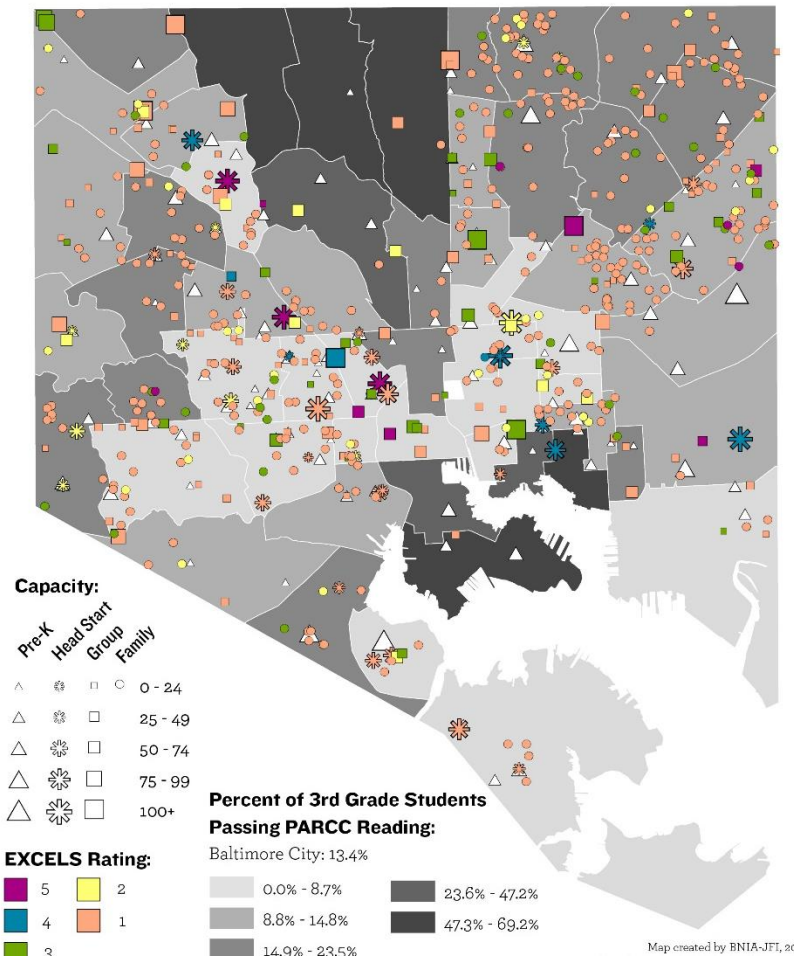 Capacity:
Pre-K Head Start Group Family
0 - 24
25 - 49
50 - 74
75 - 99
100+
EXCELS Rating:
5 2
4 1
3
Percent of 3rd Grade Students
Passing PARCC Reading:
Baltimore City: 13.4%
0.0% - 8.7%
8.8% - 14.8%
14.9% - 23.5%
23.6% - 47.2%
47.3% - 69.2%
Map created by BNIA-JFI, 20